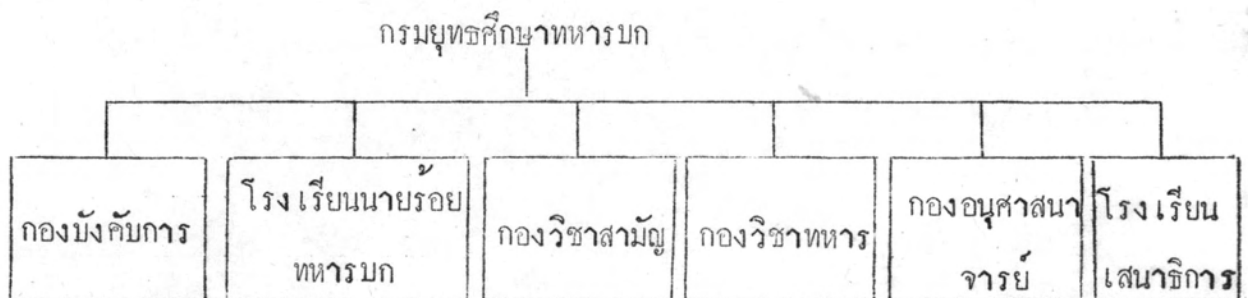 กรมยุทธศึกษาทหารบก
กองบังคับการ
โรงเรียนนายร้อย
ทหารบก
กองวิชาสามัญ
กองวิชาทหาร
กองอนุศาสนา
จารย์
โรงเรียน
เสนาธิการ